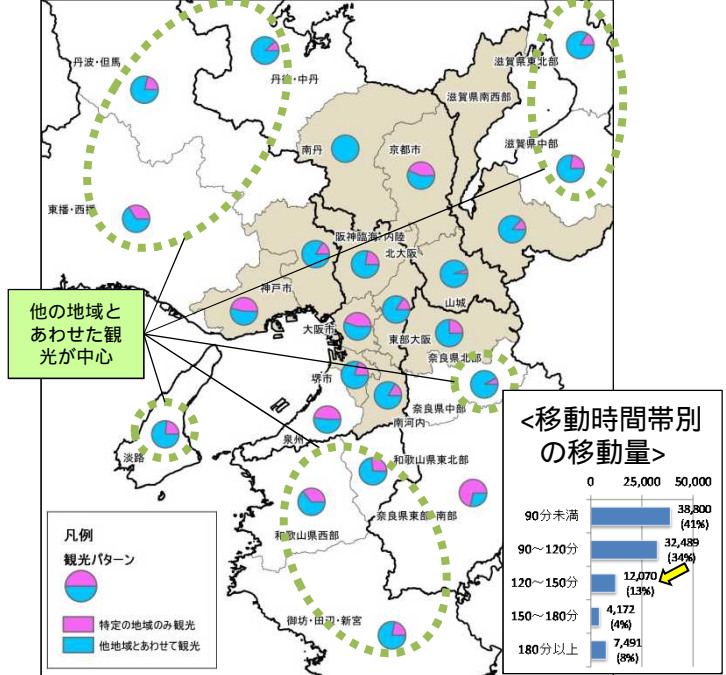 丹波・但馬
丹後・中丹
滋賀県東北部
滋賀県南西部
南丹
京都市
滋賀県中部
東播・西播
阪神臨海・内陸
北大阪
神戸市
山城
他の地域と
あわせた観
光が中心
大阪市
東部大阪
奈良県北部
堺市
奈良県中部
南河内
淡路
泉州
和歌山県東北部
和歌山県西部
奈良県東部・南部
御坊・田辺・新宮
凡例
観光パターン
特定の地域のみ観光
他地域とあわせて観光
<移動時間帯別
の移動量>
0 25,000 50,000
90分未満 38,800
(41%)
90～120分 32,489
(34%)
120～150分 12,070
(13%)
150～180分 4,172
(4%)
180分以上 7,491
(8%)